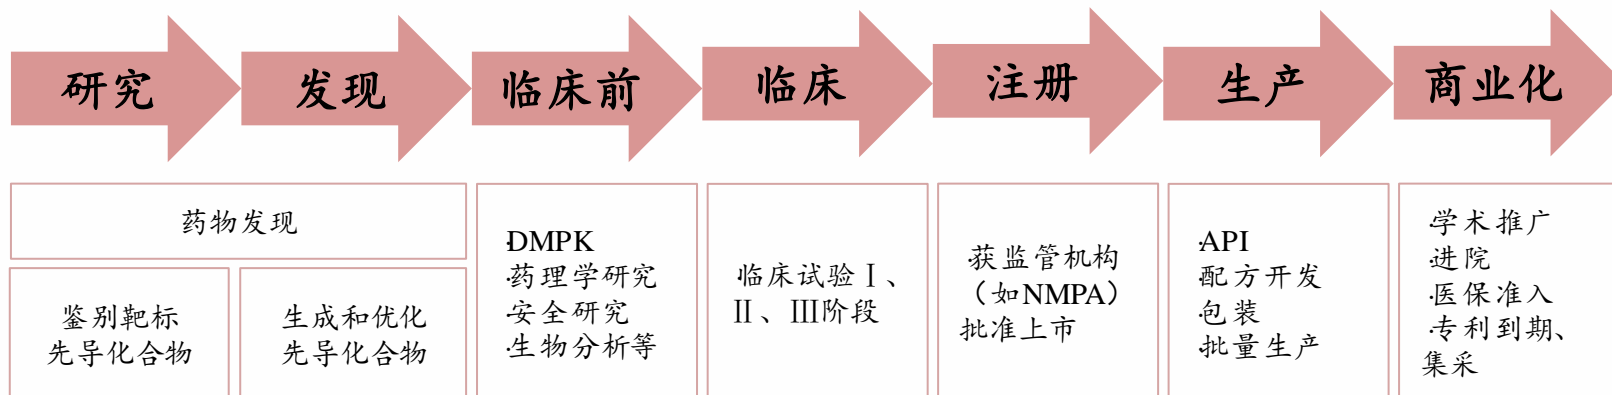 研究
发现
临床前
临床
注册
生产
商业化
药物发现
鉴别靶标
先导化合物
生成和优化
先导化合物
·DMPK
·药理学研究
·安全研究
·生物分析等
临床试验Ⅰ、
Ⅱ、Ⅲ阶段
·获监管机构
（如NMPA）
批准上市
·API
·配方开发
·包装
·批量生产
·学术推广
·进院
·医保准入
·专利到期、
集采